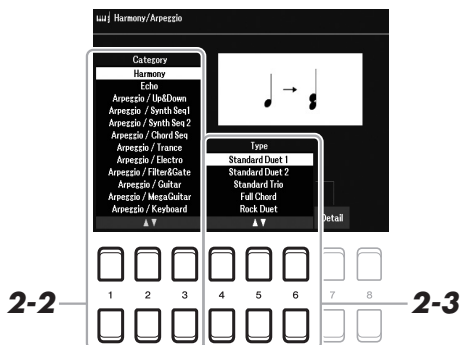 Harmony/Arpeggio
Category
Harmony
Echo
Arpeggio / Up&Down
Arpeggio / Synth Seq1
Arpeggio / Synth Seq 2
Arpeggio / Chord Seq
Arpeggio / Trance
Arpeggio / Electro
Arpeggio / Filter&Gate
Arpeggio / Guitar
Arpeggio / MegaGuitar
Arpeggio / Keyboard
Type
Standard Duet 1
Standard Duet 2
Standard Trio
Full Chord
Rock Duet
Detail
1 2 3 4 5 6 7 8
2-2
2-3